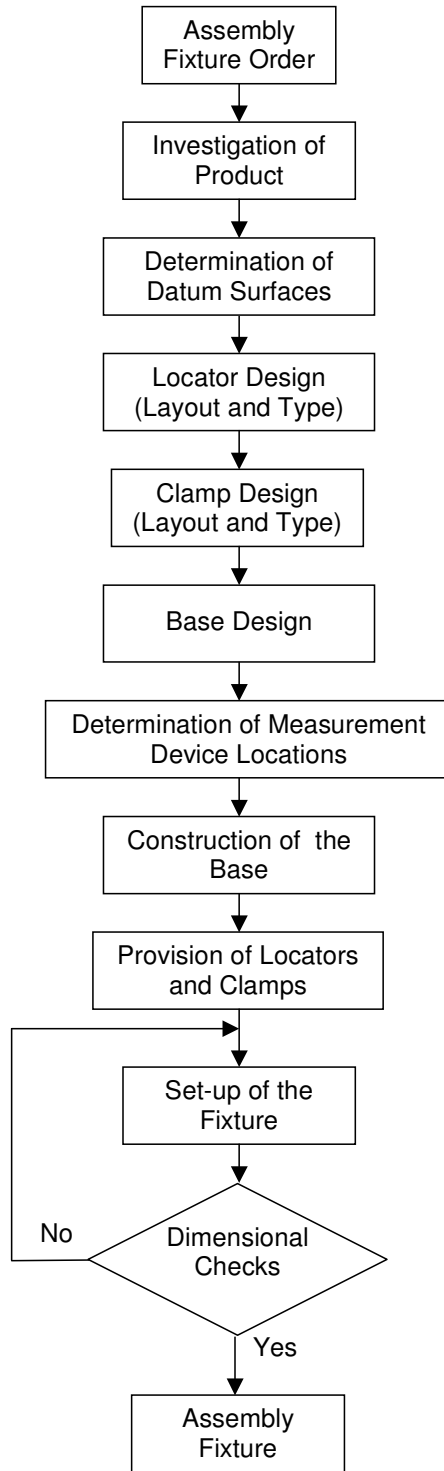 Assembly
Fixture Order
Investigation of
Product
Determination of
Datum Surfaces
Locator Design
(Layout and Type)
Clamp Design
(Layout and Type)
Base Design
Determination of Measurement
Device Locations
Construction of  the
Base
Provision of Locators
and Clamps
Set-up of the
Fixture
No
Dimensional
Checks
Yes
Assembly
Fixture